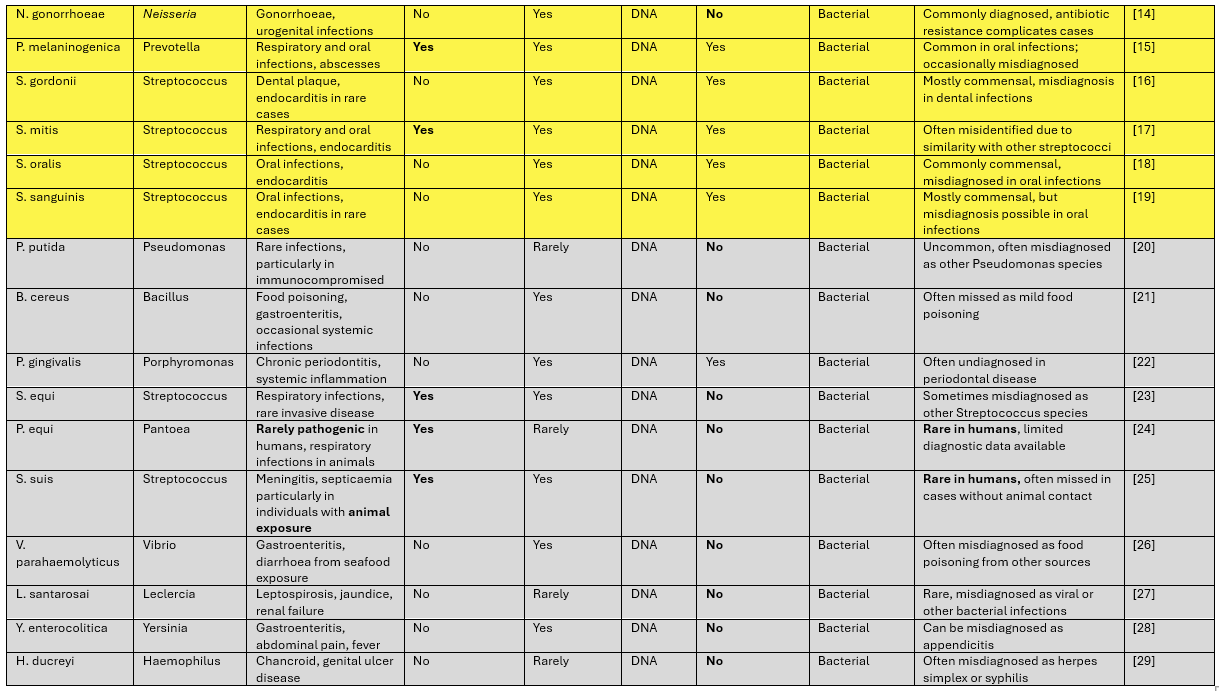 N. gonorrhoeae Neisseria Gonorrhoeae, No Yes DNA No Bacterial Commonly diagnosed, antibiotic [14]
urogenital infections resistance complicates cases
P. melaninogenica Prevotella Respiratory and oral Yes Yes DNA Yes Bacterial Common in oral infections; [15]
infections, abscesses occasionally misdiagnosed
S. gordonii Streptococcus Dental plaque, No Yes DNA Yes Bacterial Mostly commensal, misdiagnosis [16]
endocarditis in rare in dental infections
cases
S. mitis Streptococcus Respiratory and oral Yes Yes DNA Yes Bacterial Often misidentified due to [17]
infections, endocarditis similarity with other streptococci
S. oralis Streptococcus Oral infections, No Yes DNA Yes Bacterial Commonly commensal, [18]
endocarditis misdiagnosed in oral infections
S. sanguinis Streptococcus Oral infections, No Yes DNA Yes Bacterial Mostly commensal, but [19]
endocarditis in rare misdiagnosis possible in oral
cases infections
P. putida Pseudomonas Rare infections, No Rarely DNA No Bacterial Uncommon, often misdiagnosed [20]
particularly in as other Pseudomonas species
immunocompromised
B. cereus Bacillus Food poisoning, No Yes DNA No Bacterial Often missed as mild food [21]
gastroenteritis, poisoning
occasional systemic
infections
P. gingivalis Porphyromonas Chronic periodontitis, No Yes DNA Yes Bacterial Often undiagnosed in [22]
systemic inflammation periodontal disease
S. equi Streptococcus Respiratory infections, Yes Yes DNA No Bacterial Sometimes misdiagnosed as [23]
rare invasive disease other Streptococcus species
P. equi Pantoea Rarely pathogenic in Yes Rarely DNA No Bacterial Rare in humans, limited [24]
humans, respiratory diagnostic data available
infections in animals
S. suis Streptococcus Meningitis, septicaemia Yes Yes DNA No Bacterial Rare in humans, often missed in [25]
particularly in cases without animal contact
individuals with animal
exposure
V. Vibrio Gastroenteritis, No Yes DNA No Bacterial Often misdiagnosed as food [26]
parahaemolyticus diarrhoea from seafood poisoning from other sources
exposure
L. santarosai Leclercia Leptospirosis, jaundice, No Rarely DNA No Bacterial Rare, misdiagnosed as viral or [27]
renal failure other bacterial infections
Y. enterocolitica Yersinia Gastroenteritis, No Yes DNA No Bacterial Can be misdiagnosed as [28]
abdominal pain, fever appendicitis
H. ducreyi Haemophilus Chancroid, genital ulcer No Rarely DNA No Bacterial Often misdiagnosed as herpes [29]
disease simplex or syphilis